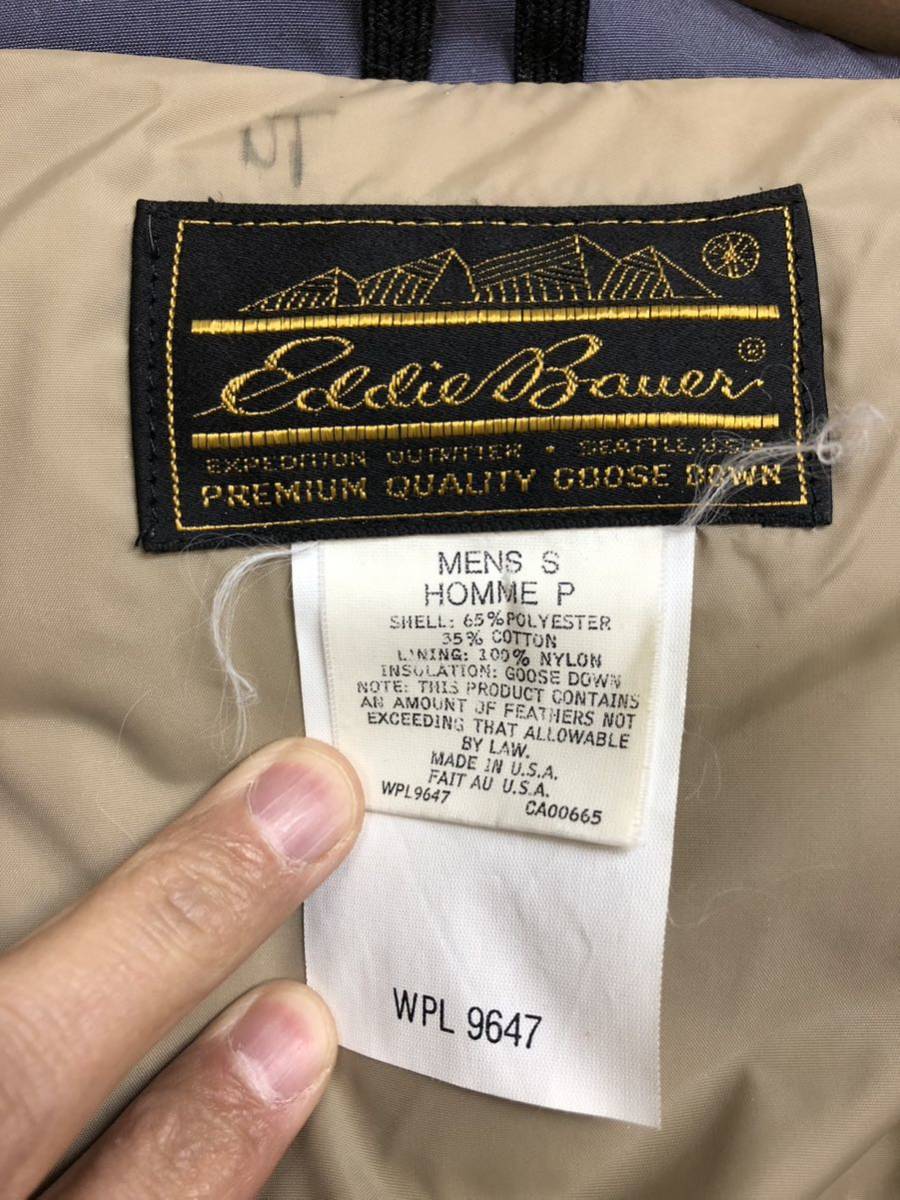 Eddie Bauer ®
EXPEDITION OUTFITTER • SEATTLE, U.S.A.
PREMIUM QUALITY GOOSE DOWN
MENS S
HOMME P
SHELL: 65% POLYESTER
35% COTTON
LINING: 100% NYLON
INSULATION: GOOSE DOWN
NOTE: THIS PRODUCT CONTAINS
AN AMOUNT OF FEATHERS NOT
EXCEEDING THAT ALLOWABLE
BY LAW.
MADE IN U.S.A.
FAIT AU U.S.A.
WPL9647 CA00665
WPL 9647